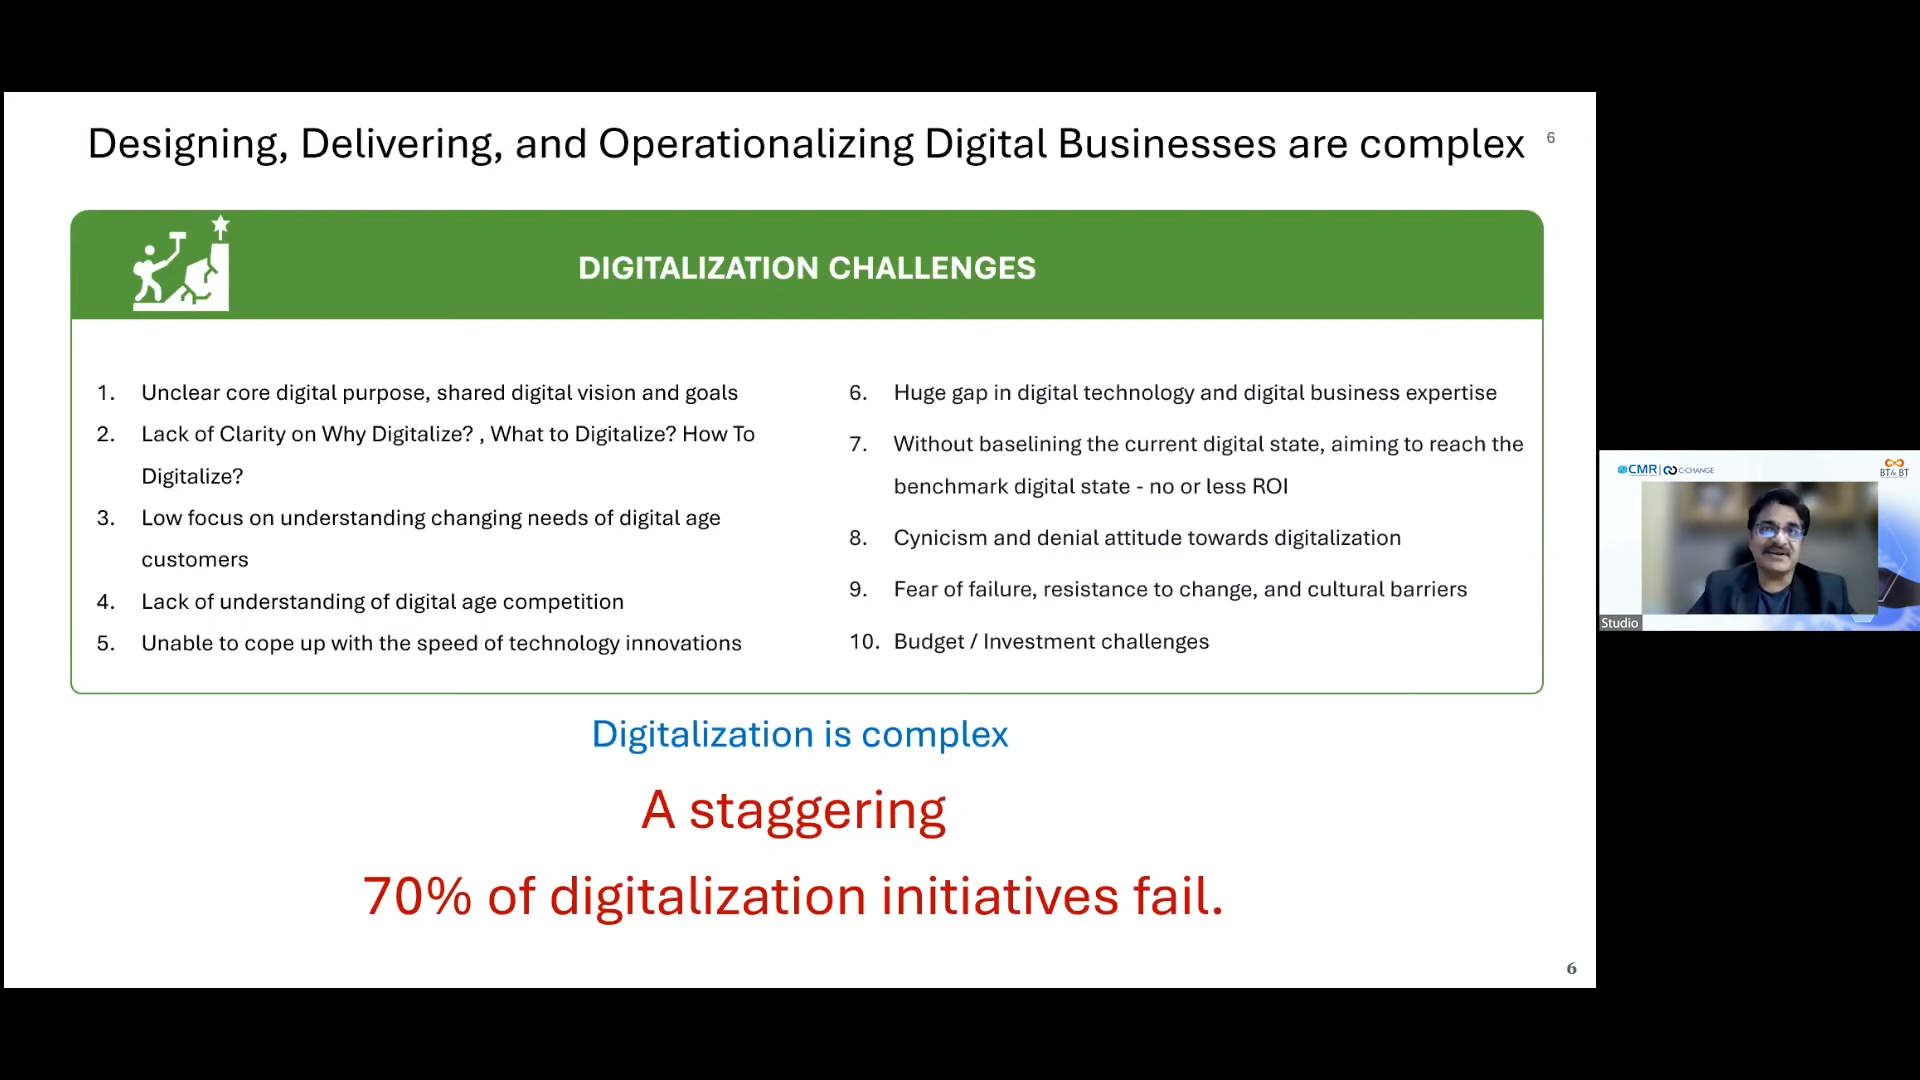 Designing, Delivering, and Operationalizing Digital Businesses are complex
6
DIGITALIZATION CHALLENGES
1. Unclear core digital purpose, shared digital vision and goals
2. Lack of Clarity on Why Digitalize? , What to Digitalize? How To
Digitalize?
3. Low focus on understanding changing needs of digital age
customers
4. Lack of understanding of digital age competition
5. Unable to cope up with the speed of technology innovations
6. Huge gap in digital technology and digital business expertise
7. Without baselining the current digital state, aiming to reach the
benchmark digital state - no or less ROI
8. Cynicism and denial attitude towards digitalization
9. Fear of failure, resistance to change, and cultural barriers
10. Budget / Investment challenges
Digitalization is complex
A staggering
70% of digitalization initiatives fail.
6
CMR | C-CHANGE
BT& BT
Studio